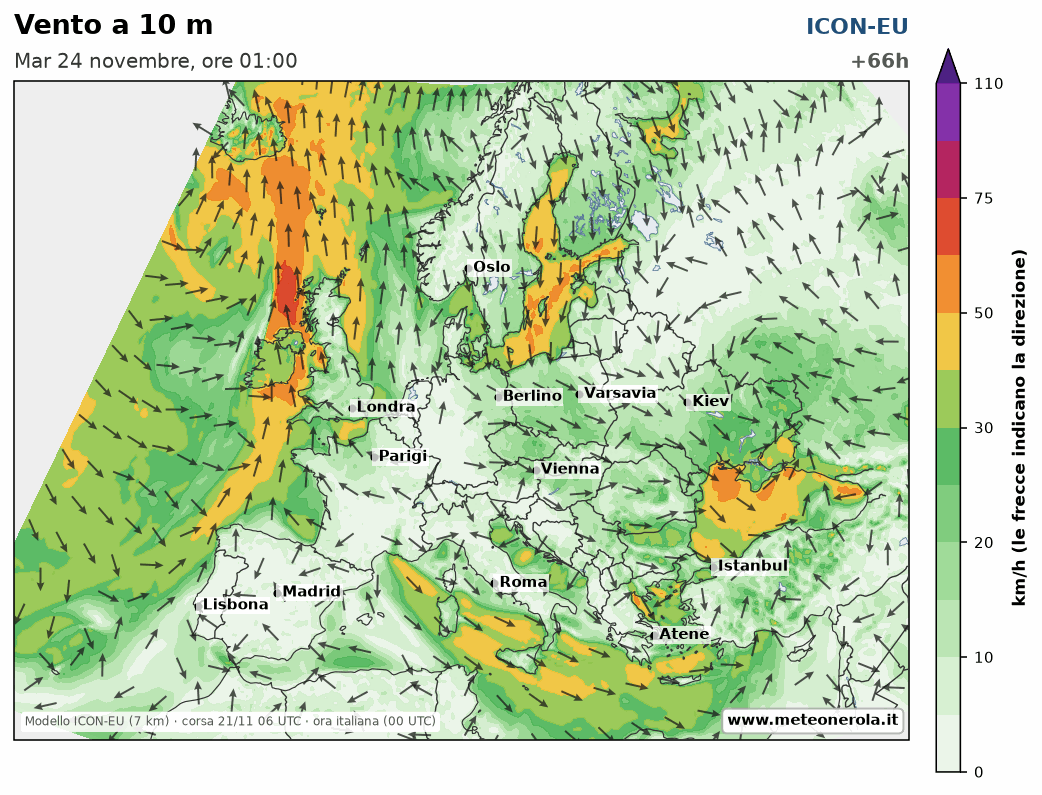 Vento a 10 m
ICON-EU
Mar 24 novembre, ore 01:00
+66h
110
75
50
30
20
10
0
km/h (le frecce indicano la direzione)
Oslo
Londra
Berlino
Varsavia
Kiev
Parigi
Vienna
Istanbul
Roma
Madrid
Lisbona
Atene
Modello ICON-EU (7 km) · corsa 21/11 06 UTC · ora italiana (00 UTC)
www.meteonerola.it